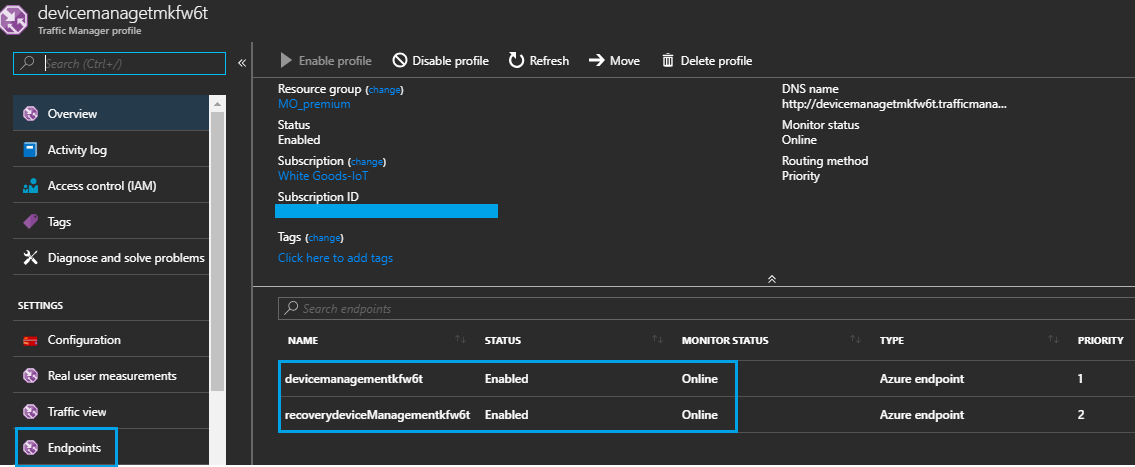 devicemanagetmkfw6t
Traffic Manager profile
Search (Ctrl+/)
Overview
Activity log
Access control (IAM)
Tags
Diagnose and solve problems
SETTINGS
Configuration
Real user measurements
Traffic view
Endpoints
Enable profile Disable profile Refresh Move Delete profile
Resource group (change)
MO_premium
Status
Enabled
Subscription (change)
White Goods-IoT
Subscription ID
Tags (change)
Click here to add tags
DNS name
http://devicemanagetmkfw6t.trafficmana...
Monitor status
Online
Routing method
Priority
Search endpoints
NAME STATUS MONITOR STATUS TYPE PRIORITY
devicemanagementkfw6t Enabled Online Azure endpoint 1
recoverydeviceManagementkfw6t Enabled Online Azure endpoint 2